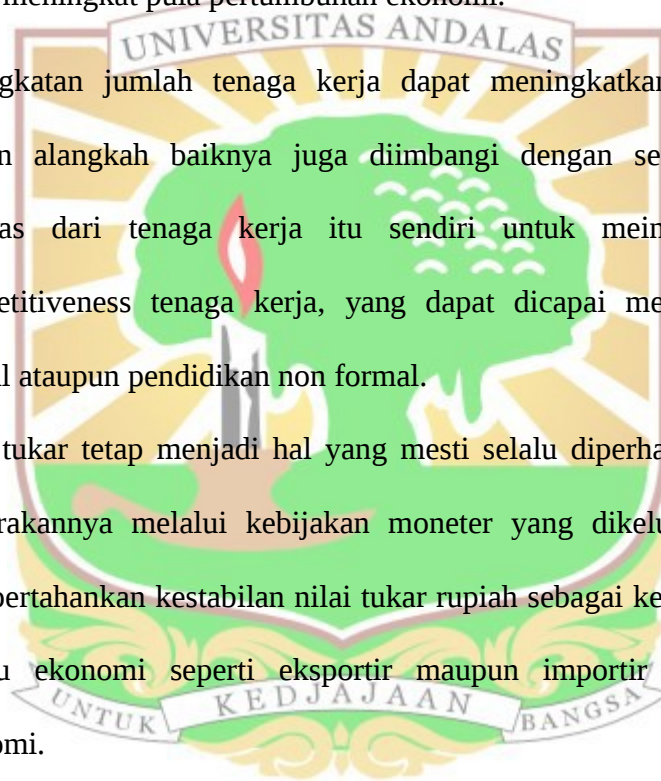 meningkat pula pertumbuhan ekonomi.
UNIVERSITAS ANDALAS
gkatan jumlah tenaga kerja dapat meningkatkan
n alangkah baiknya juga diimbangi dengan se
as dari tenaga kerja itu sendiri untuk mein
etitiveness tenaga kerja, yang dapat dicapai me
l ataupun pendidikan non formal.
tukar tetap menjadi hal yang mesti selalu diperha
rakannya melalui kebijakan moneter yang dikelu
pertahankan kestabilan nilai tukar rupiah sebagai ke
u ekonomi seperti eksportir maupun importir
UNTUK KEDJAJAAN BANGSA
omi.